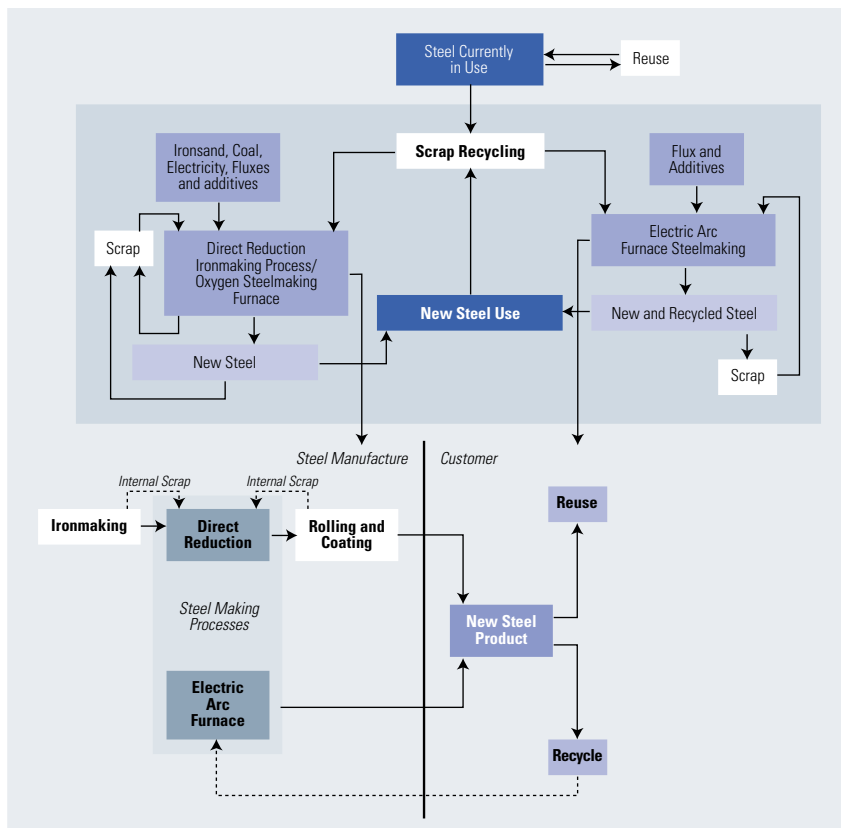 Steel Currently
in Use
Reuse
Scrap Recycling
Ironsand, Coal,
Electricity, Fluxes
and additives
Flux and
Additives
Scrap
Direct Reduction
Ironmaking Process/
Oxygen Steelmaking
Furnace
Electric Arc
Furnace Steelmaking
New Steel Use
New and Recycled Steel
New Steel
Scrap
Steel Manufacture
Customer
Internal Scrap
Internal Scrap
Ironmaking
Direct
Reduction
Rolling and
Coating
Reuse
Steel Making
Processes
New Steel
Product
Electric
Arc
Furnace
Recycle